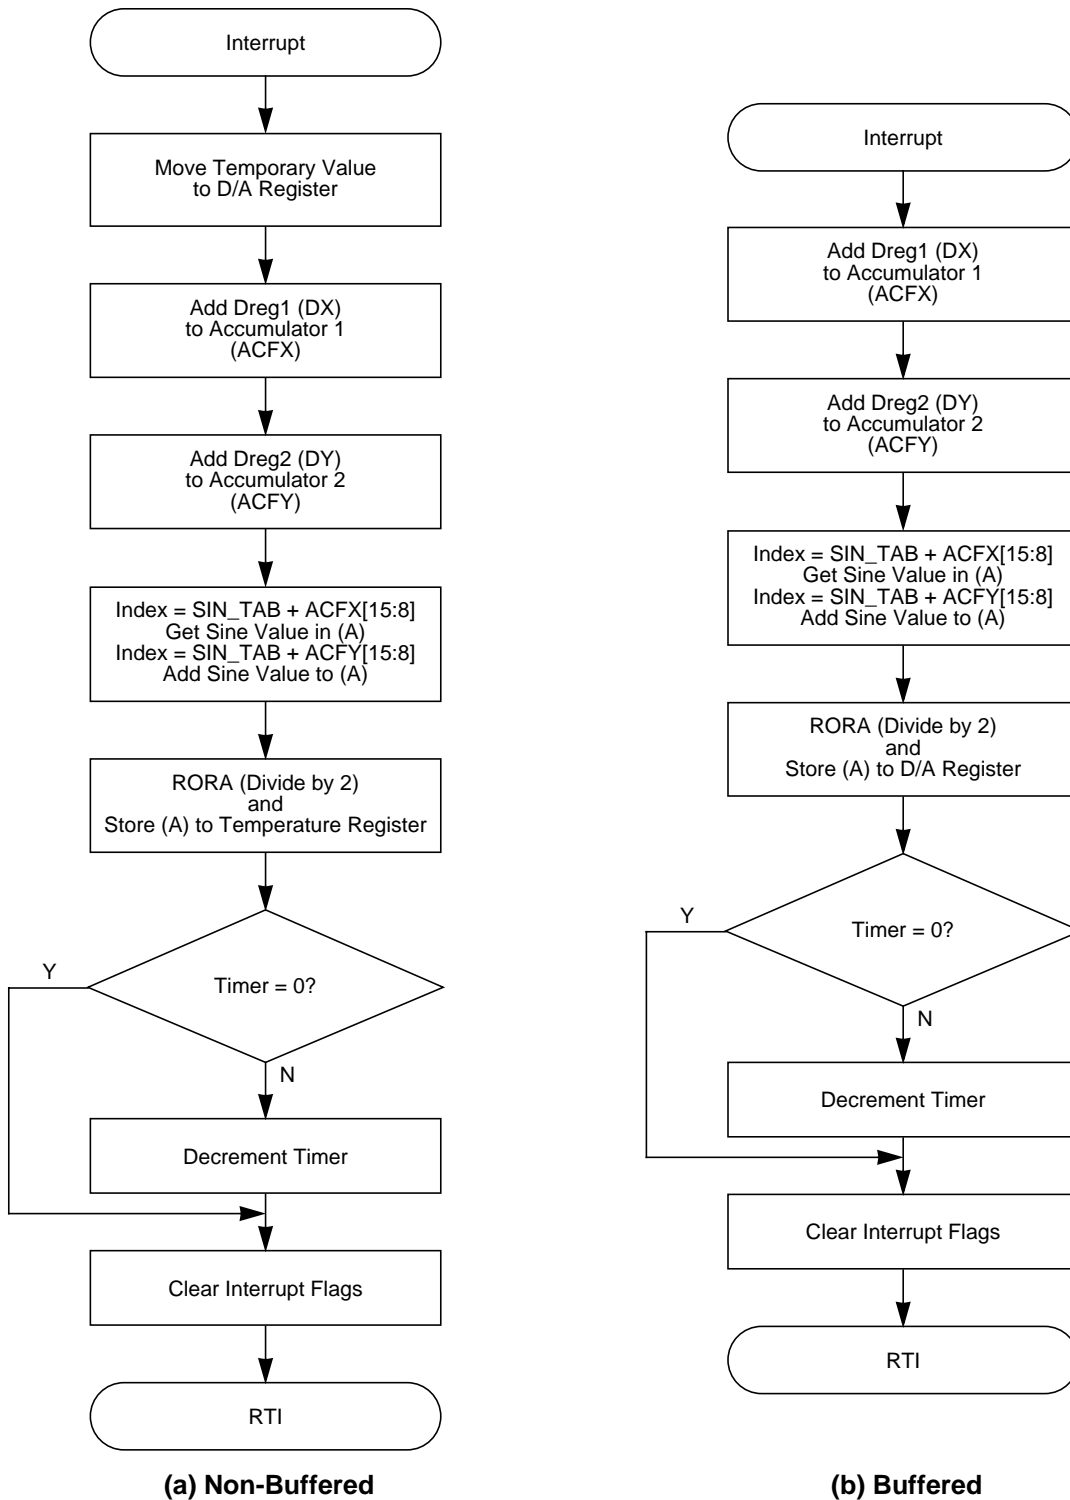 Interrupt
Move Temporary Value
to D/A Register
Add Dreg1 (DX)
to Accumulator 1
(ACFX)
Add Dreg2 (DY)
to Accumulator 2
(ACFY)
Index = SIN_TAB + ACFX[15:8]
Get Sine Value in (A)
Index = SIN_TAB + ACFY[15:8]
Add Sine Value to (A)
RORA (Divide by 2)
and
Store (A) to Temperature Register
Timer = 0?
Y
N
Decrement Timer
Clear Interrupt Flags
RTI
(a) Non-Buffered
Interrupt
Add Dreg1 (DX)
to Accumulator 1
(ACFX)
Add Dreg2 (DY)
to Accumulator 2
(ACFY)
Index = SIN_TAB + ACFX[15:8]
Get Sine Value in (A)
Index = SIN_TAB + ACFY[15:8]
Add Sine Value to (A)
RORA (Divide by 2)
and
Store (A) to D/A Register
Timer = 0?
Y
N
Decrement Timer
Clear Interrupt Flags
RTI
(b) Buffered